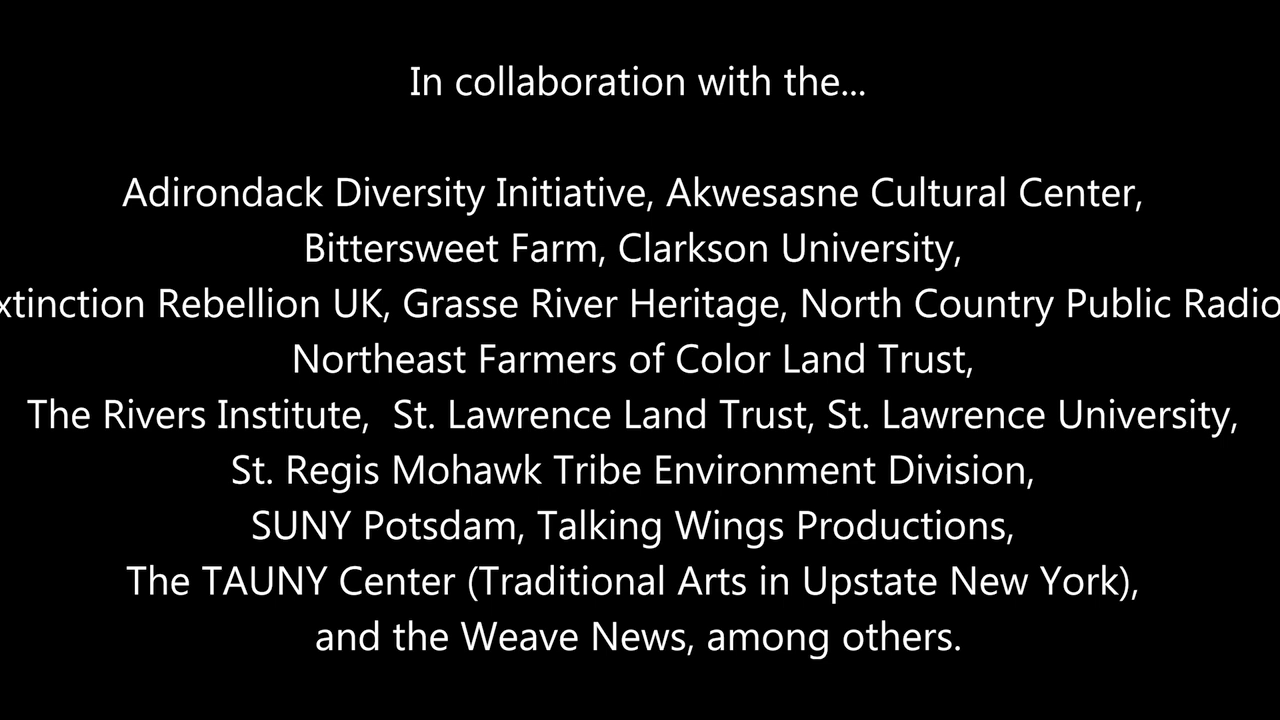 In collaboration with the...
Adirondack Diversity Initiative, Akwesasne Cultural Center,
Bittersweet Farm, Clarkson University,
xtinction Rebellion UK, Grasse River Heritage, North Country Public Radio
Northeast Farmers of Color Land Trust,
The Rivers Institute,  St. Lawrence Land Trust, St. Lawrence University,
St. Regis Mohawk Tribe Environment Division,
SUNY Potsdam, Talking Wings Productions,
The TAUNY Center (Traditional Arts in Upstate New York),
and the Weave News, among others.